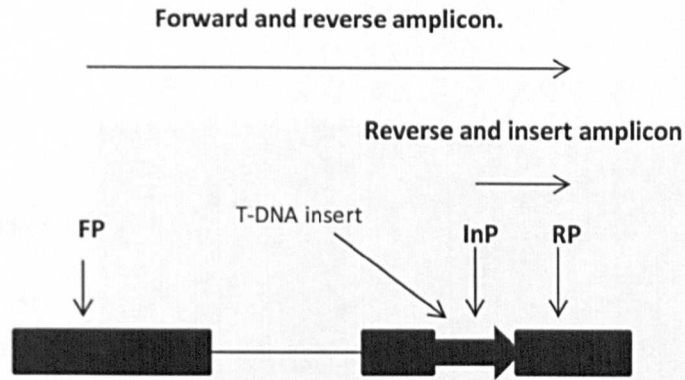 Forward and reverse amplicon.
Reverse and insert amplicon
T-DNA insert
FP
InP
RP